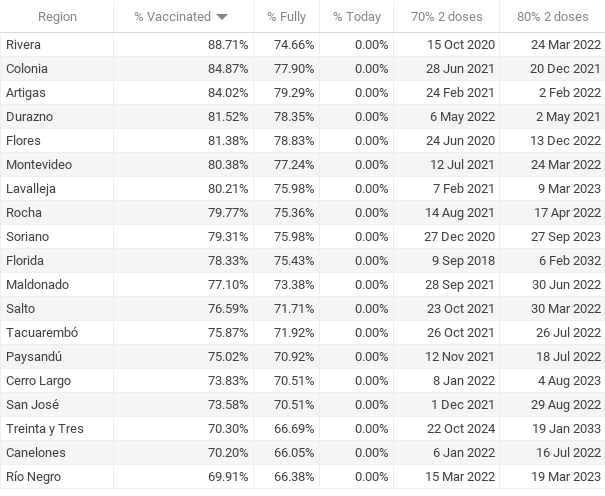 Region % Vaccinated % Fully % Today 70% 2 doses 80% 2 doses
Rivera 88.71% 74.66% 0.00% 15 Oct 2020 24 Mar 2022
Colonia 84.87% 77.90% 0.00% 28 Jun 2021 20 Dec 2021
Artigas 84.02% 79.29% 0.00% 24 Feb 2021 2 Feb 2022
Durazno 81.52% 78.35% 0.00% 6 May 2022 2 May 2021
Flores 81.38% 78.83% 0.00% 24 Jun 2020 13 Dec 2022
Montevideo 80.38% 77.24% 0.00% 12 Jul 2021 24 Mar 2022
Lavalleja 80.21% 75.98% 0.00% 7 Feb 2021 9 Mar 2023
Rocha 79.77% 75.36% 0.00% 14 Aug 2021 17 Apr 2022
Soriano 79.31% 75.98% 0.00% 27 Dec 2020 27 Sep 2023
Florida 78.33% 75.43% 0.00% 9 Sep 2018 6 Feb 2032
Maldonado 77.10% 73.38% 0.00% 28 Sep 2021 30 Jun 2022
Salto 76.59% 71.71% 0.00% 23 Oct 2021 30 Mar 2022
Tacuarembó 75.87% 71.92% 0.00% 26 Oct 2021 26 Jul 2022
Paysandú 75.02% 70.92% 0.00% 12 Nov 2021 18 Jul 2022
Cerro Largo 73.83% 70.51% 0.00% 8 Jan 2022 4 Aug 2023
San José 73.58% 70.51% 0.00% 1 Dec 2021 29 Aug 2022
Treinta y Tres 70.30% 66.69% 0.00% 22 Oct 2024 19 Jan 2033
Canelones 70.20% 66.05% 0.00% 6 Jan 2022 16 Jul 2022
Río Negro 69.91% 66.38% 0.00% 15 Mar 2022 19 Mar 2023